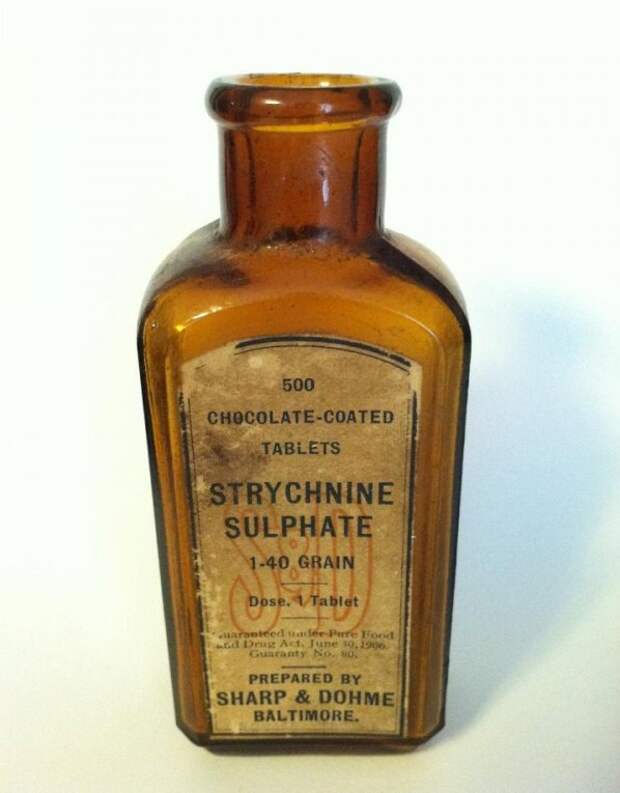 500
CHOCOLATE-COATED
TABLETS
STRYCHNINE
SULPHATE
1-40 GRAIN
Dose, 1 Tablet
Guaranteed under Pure Food
and Drug Act, June 30, 1906.
Guaranty No. 80.
PREPARED BY
SHARP & DOHME
BALTIMORE.
S&D